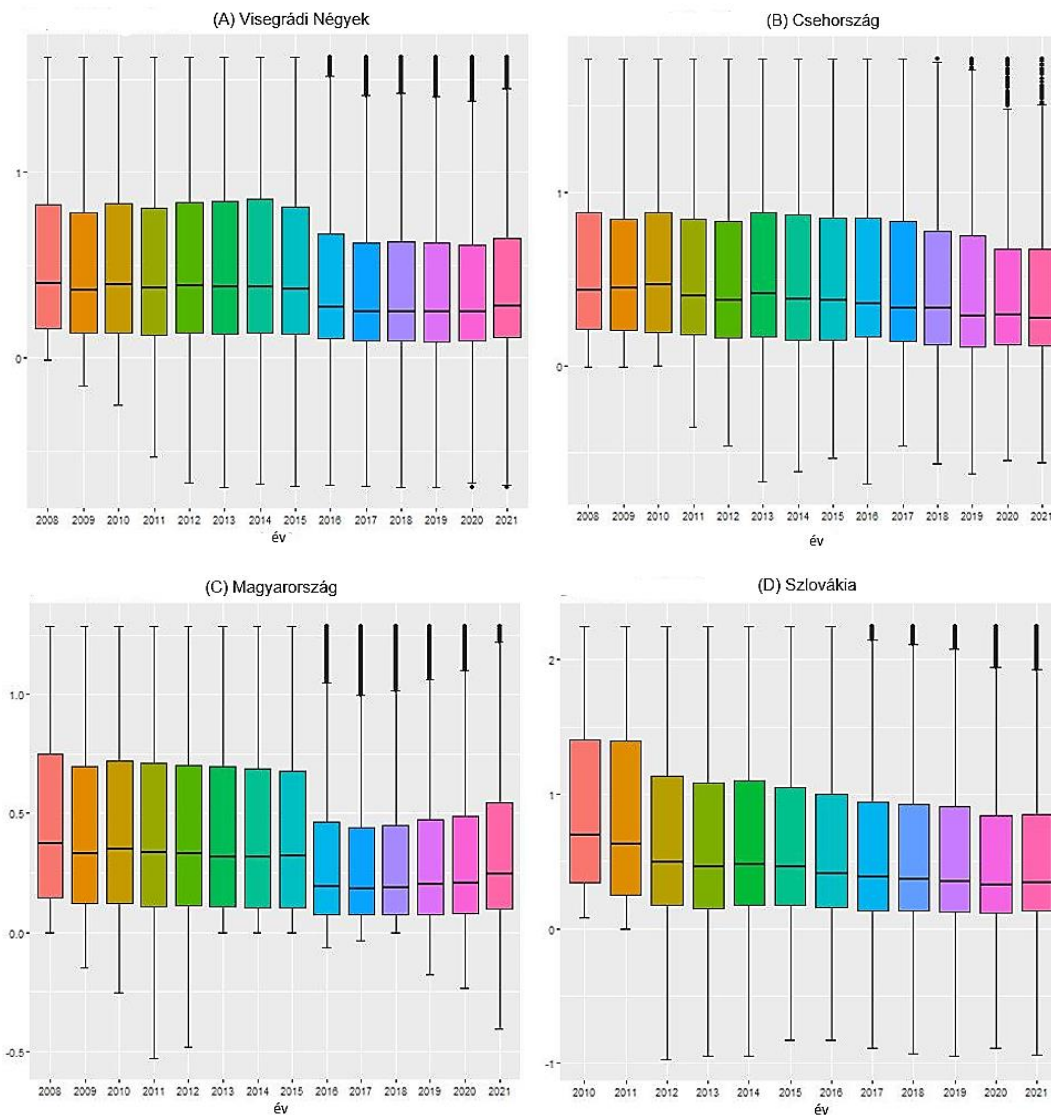 (A) Visegrádi Négyek
1
0
2008 2009 2010 2011 2012 2013 2014 2015 2016 2017 2018 2019 2020 2021
év
(B) Csehország
1
0
2008 2009 2010 2011 2012 2013 2014 2015 2016 2017 2018 2019 2020 2021
év
(C) Magyarország
1.0
0.5
0.0
-0.5
2008 2009 2010 2011 2012 2013 2014 2015 2016 2017 2018 2019 2020 2021
év
(D) Szlovákia
2
1
0
-1
2010 2011 2012 2013 2014 2015 2016 2017 2018 2019 2020 2021
év